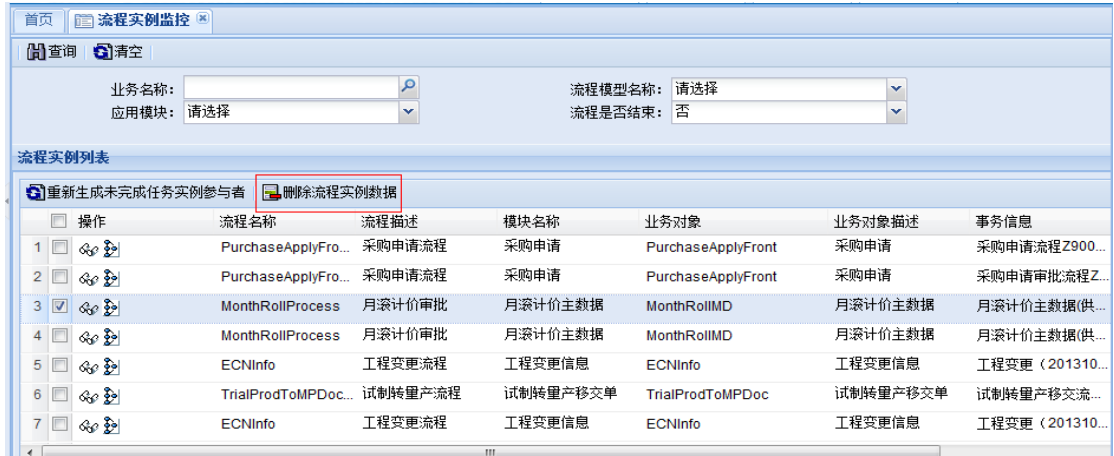 首页 流程实例监控
查询 清空
业务名称: 流程模型名称: 请选择
应用模块: 请选择 流程是否结束: 否
流程实例列表
重新生成未完成任务实例参与者 删除流程实例数据
操作 流程名称 流程描述 模块名称 业务对象 业务对象描述 事务信息
1 PurchaseApplyFro... 采购申请流程 采购申请 PurchaseApplyFront 采购申请 采购申请流程Z900...
2 PurchaseApplyFro... 采购申请流程 采购申请 PurchaseApplyFront 采购申请 采购申请审批流程Z...
3 MonthRollProcess 月滚计价审批 月滚计价主数据 MonthRollMD 月滚计价主数据 月滚计价主数据(供...
4 MonthRollProcess 月滚计价审批 月滚计价主数据 MonthRollMD 月滚计价主数据 月滚计价主数据(供...
5 ECNInfo 工程变更流程 工程变更信息 ECNInfo 工程变更信息 工程变更（201310...
6 TrialProdToMPDoc... 试制转量产流程 试制转量产移交单 TrialProdToMPDoc 试制转量产移交单 试制转量产移交流...
7 ECNInfo 工程变更流程 工程变更信息 ECNInfo 工程变更信息 工程变更（201310...